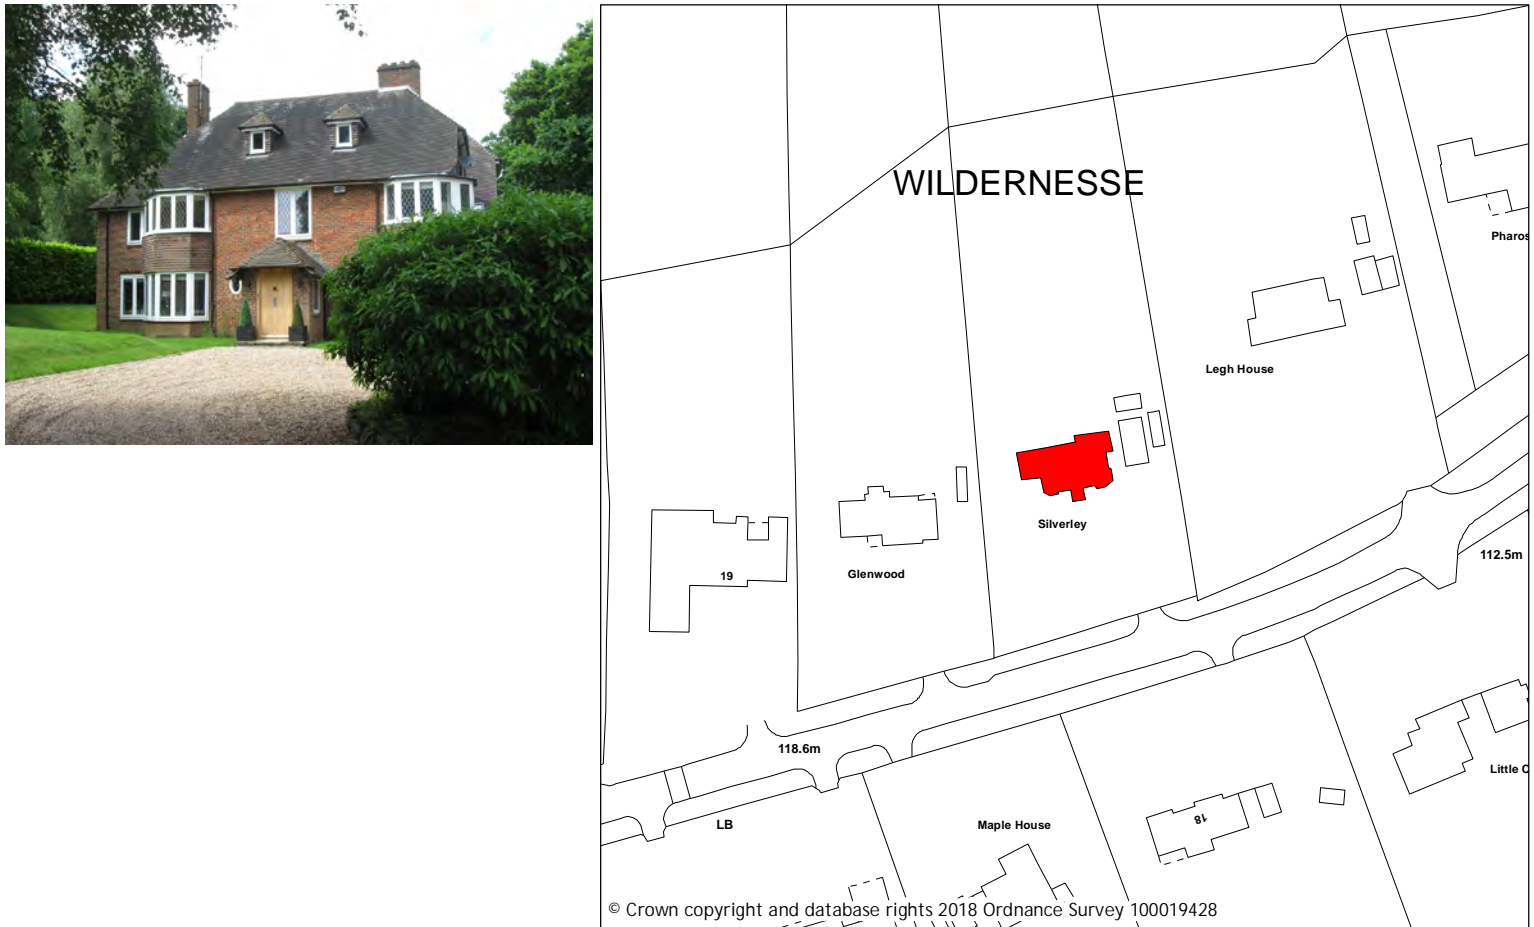 WILDERNESSE
Pharos
Legh House
Silverley
Glenwood
19
112.5m
118.6m
LB
Maple House
18
Little
© Crown copyright and database rights 2018 Ordnance Survey 100019428